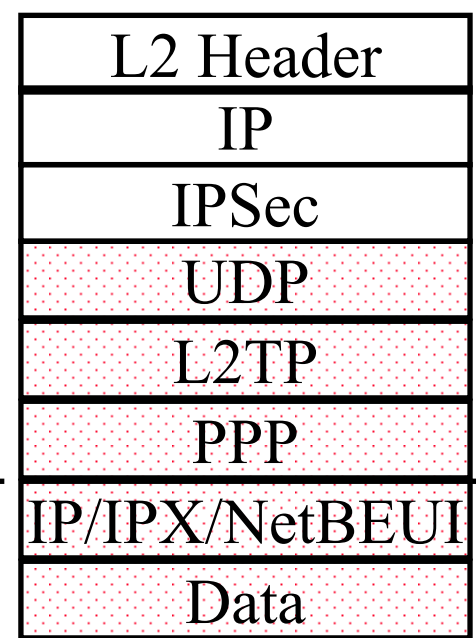 L2 Header
IP
IPSec
UDP
L2TP
PPP
IP/IPX/NetBEUI
Data